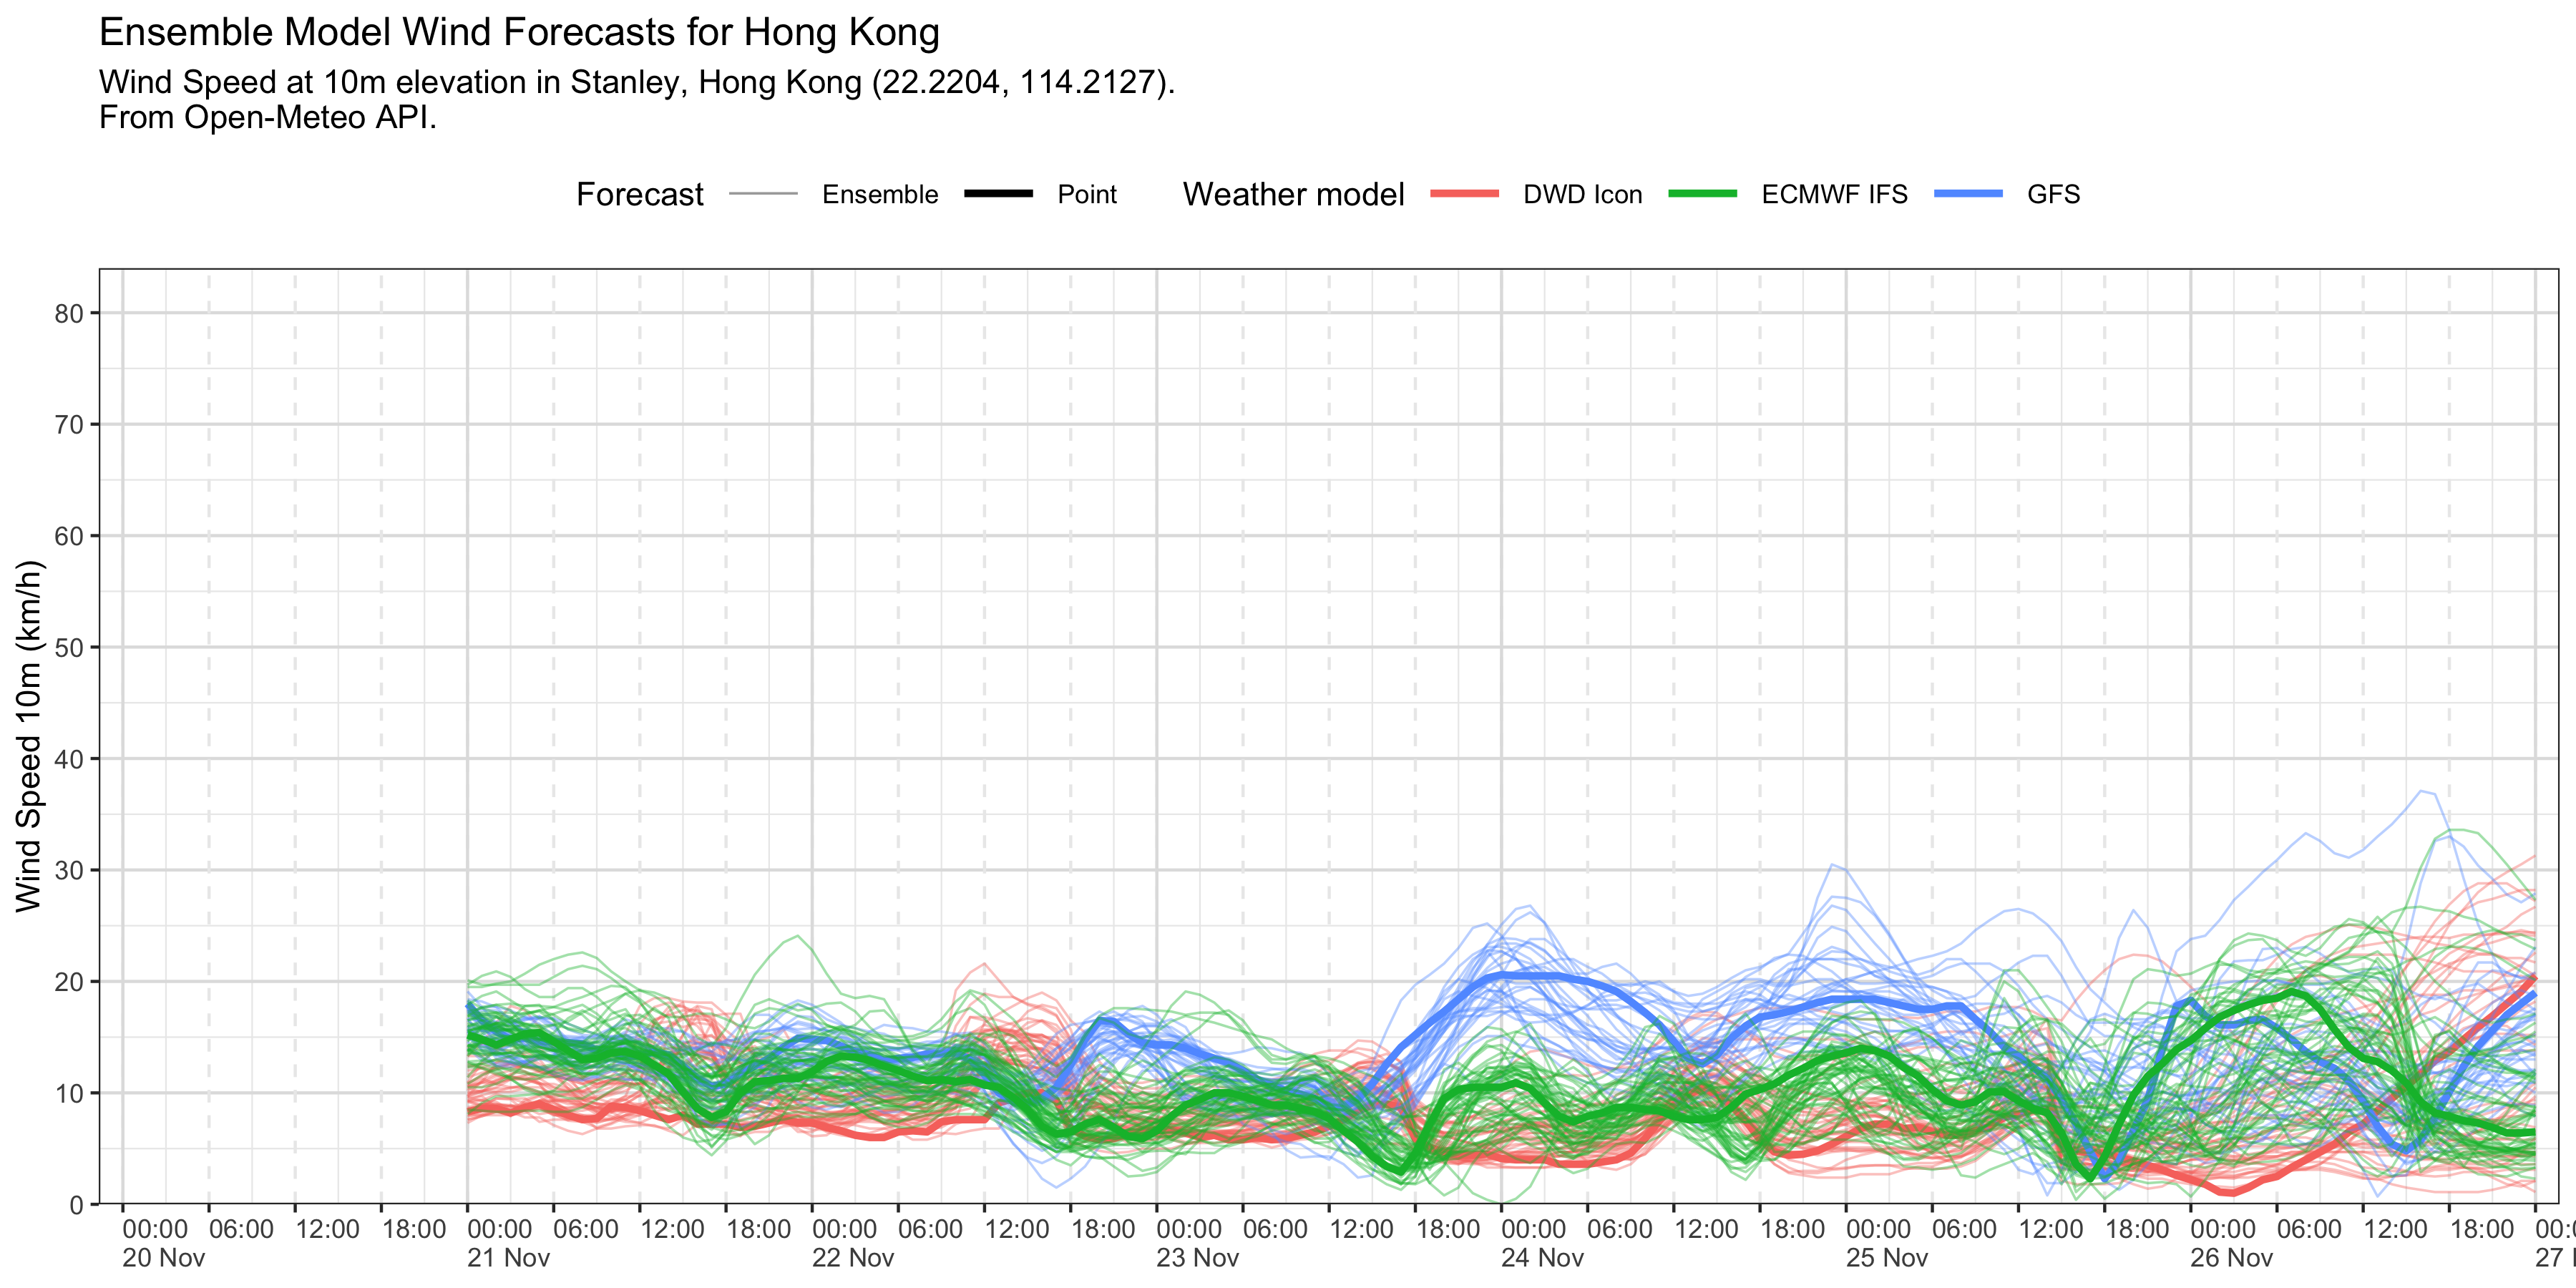 Ensemble Model Wind Forecasts for Hong Kong
Wind Speed at 10m elevation in Stanley, Hong Kong (22.2204, 114.2127).
From Open-Meteo API.
Forecast Ensemble Point Weather model DWD Icon ECMWF IFS GFS
Wind Speed 10m (km/h)
80
70
60
50
40
30
20
10
0
00:00 06:00 12:00 18:00 00:00 06:00 12:00 18:00 00:00 06:00 12:00 18:00 00:00 06:00 12:00 18:00 00:00 06:00 12:00 18:00 00:00 06:00 12:00 18:00 00:00 06:00 12:00 18:00
20 Nov 21 Nov 22 Nov 23 Nov 24 Nov 25 Nov 26 Nov 27